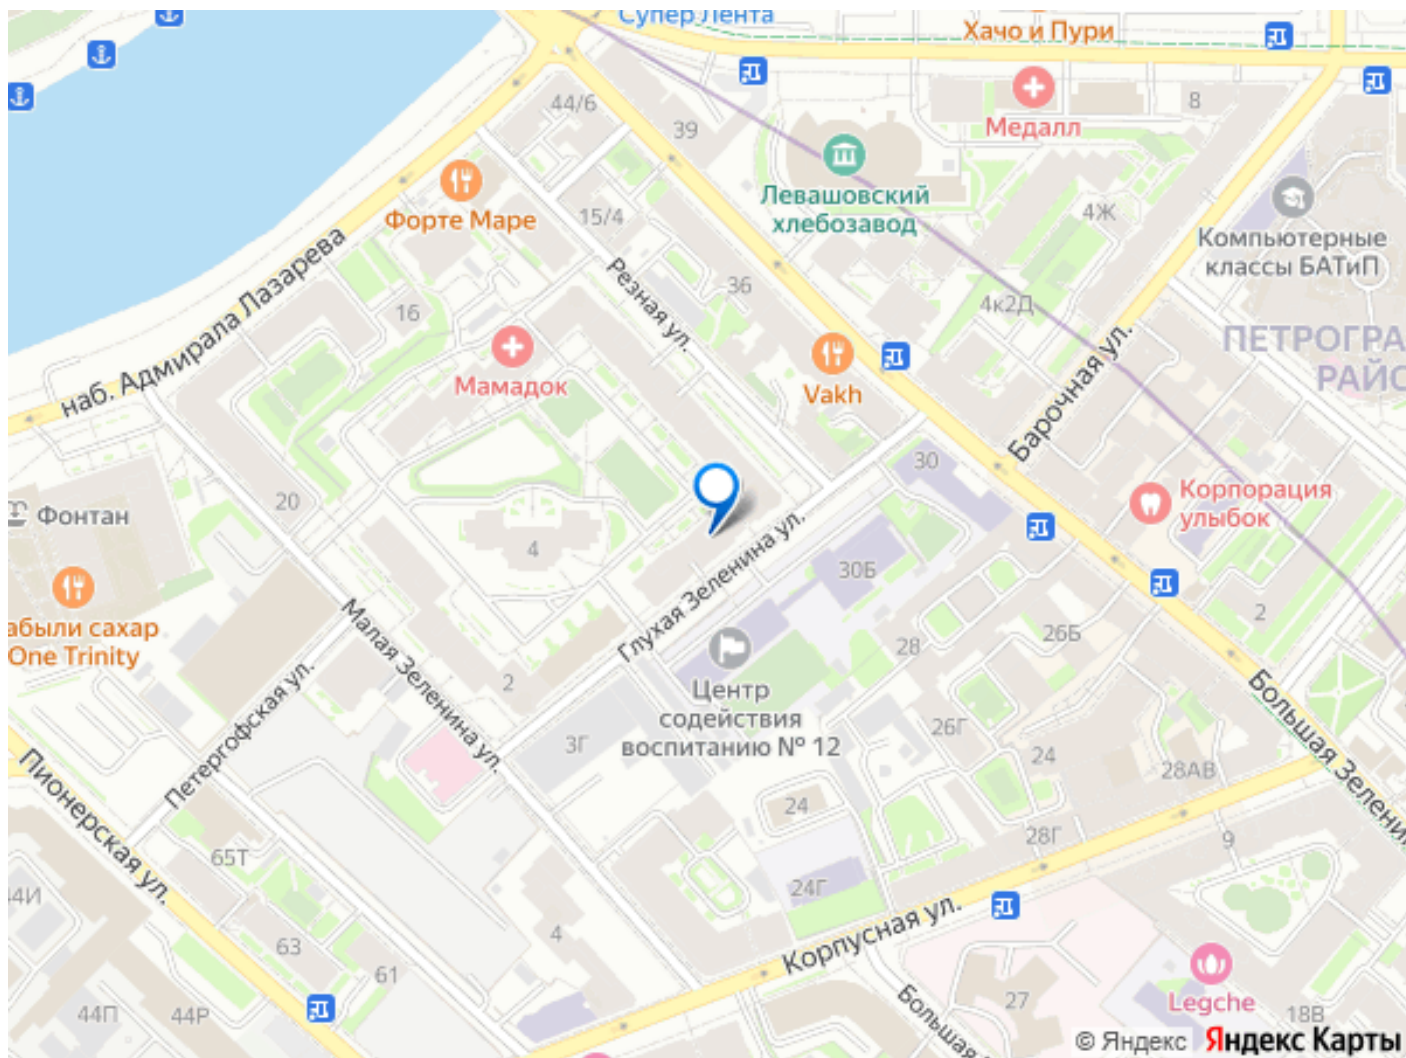 Супер Лента
Хачо и Пури
44/6
39
Медалл
8
Форте Маре
15/4
Левашовский
хлебозавод
4Ж
Компьютерные
классы БАТиП
наб. Адмирала Лазарева
16
Резная ул.
36
4к2Д
ПЕТРОГРА
РАЙС
Мамадок
Vakh
Барочная ул.
20
Фонтан
4
30
Корпорация
улыбок
Глухая Зеленина ул.
30Б
2
абыли сахар
One Trinity
Малая Зеленина ул.
28
26Б
Петергофская ул.
2
Центр
содействия
воспитанию № 12
3Г
26Г
24
28АВ
Большая Зелени
Пионерская ул.
24
28Г
9
65Т
24Г
44И
4
63
61
Корпусная ул.
44П
44Р
Большая
27
Legche
18В
© Яндекс Яндекс Карты